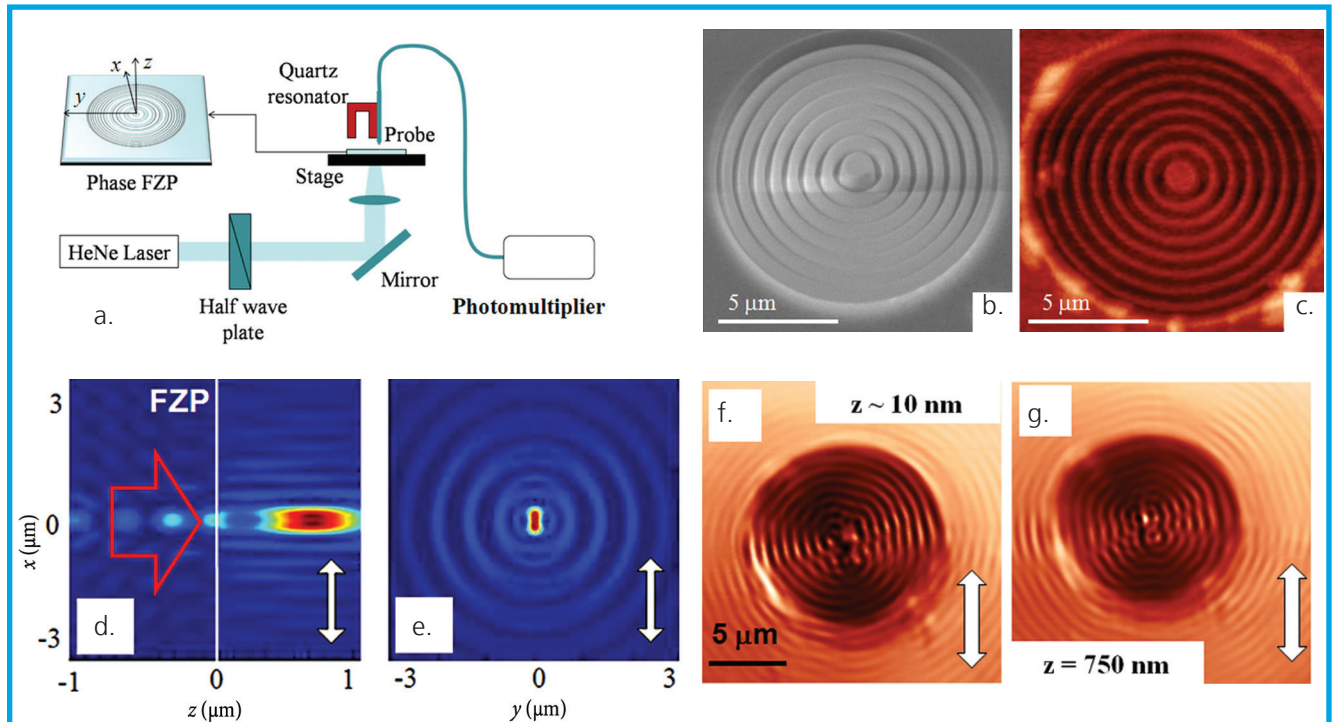 x
z
y
Phase FZP
Quartz
resonator
Probe
Stage
HeNe Laser
Half wave
plate
Mirror
Photomultiplier
a.
5 µm
b.
5 µm
c.
FZP
3
0
-3
x (µm)
d.
-1
0
1
z (µm)
e.
-3
0
3
y (µm)
f.
z ~ 10 nm
5 µm
g.
z = 750 nm